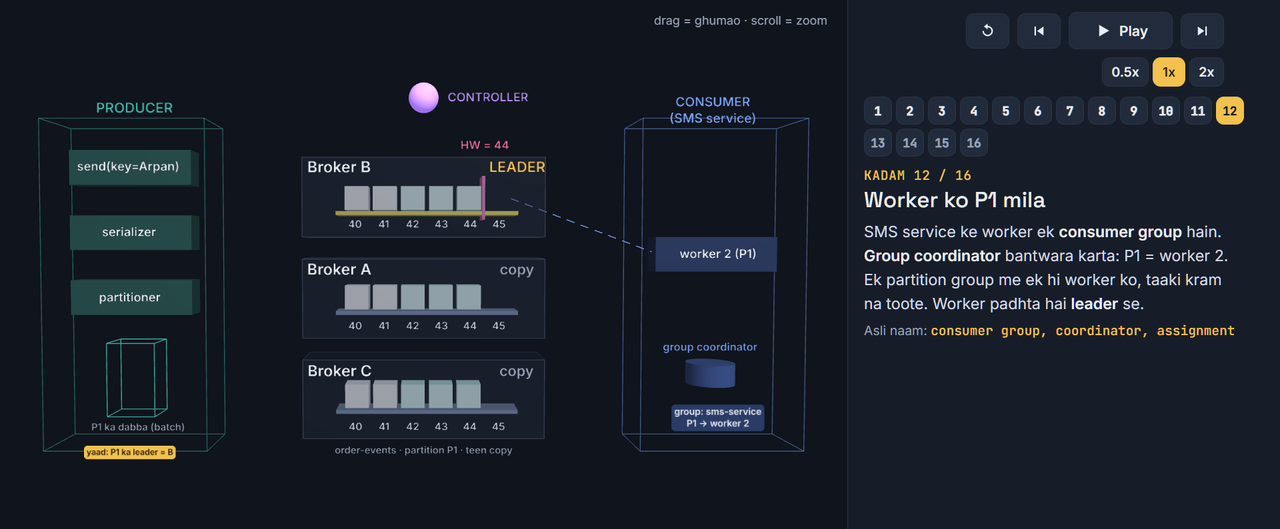 drag = ghumao · scroll = zoom
PRODUCER
send(key=Arpan)
serializer
partitioner
P1 ka dabba (batch)
yaad: P1 ka leader = B
CONTROLLER
HW = 44
Broker B
LEADER
40 41 42 43 44 45
Broker A
copy
40 41 42 43 44 45
Broker C
copy
40 41 42 43 44 45
order-events · partition P1 · teen copy
CONSUMER
(SMS service)
worker 2 (P1)
group coordinator
group: sms-service
P1 → worker 2
Play
0.5x 1x 2x
1 2 3 4 5 6 7 8 9 10 11 12
13 14 15 16
KADAM 12 / 16
Worker ko P1 mila
SMS service ke worker ek consumer group hain.
Group coordinator bantwara karta: P1 = worker 2.
Ek partition group me ek hi worker ko, taaki kram
na toote. Worker padhta hai leader se.
Asli naam: consumer group, coordinator, assignment